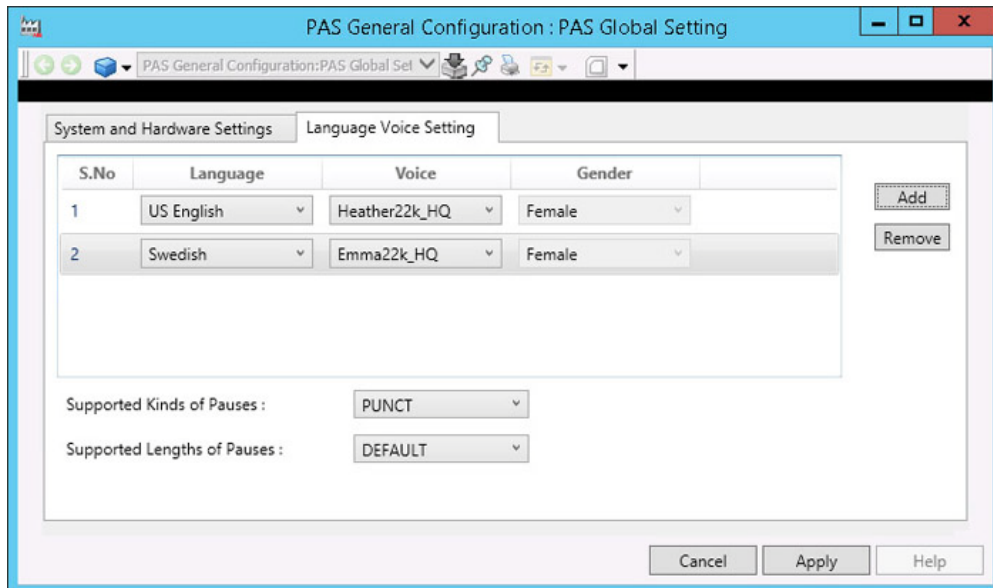 PAS General Configuration : PAS Global Setting
PAS General Configuration:PAS Global Set
System and Hardware Settings Language Voice Setting
S.No Language Voice Gender
1 US English Heather22k_HQ Female
Add
2 Swedish Emma22k_HQ Female
Remove
Supported Kinds of Pauses : PUNCT
Supported Lengths of Pauses : DEFAULT
Cancel Apply Help